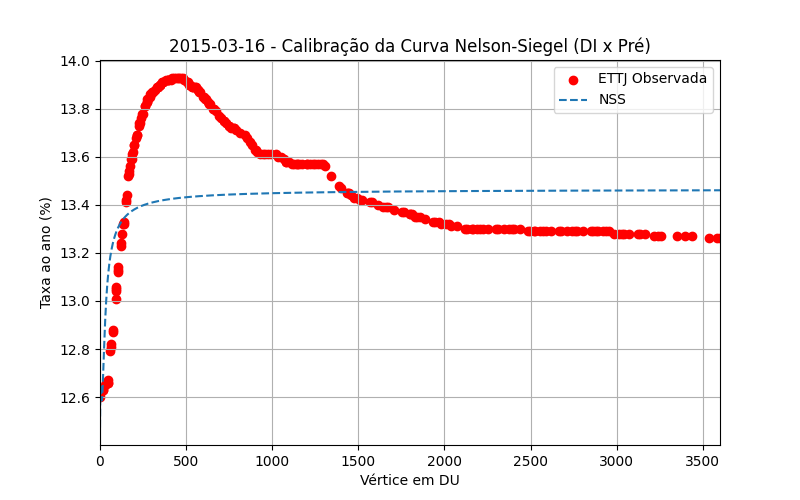 2015-03-16 - Calibração da Curva Nelson-Siegel (DI x Pré)
ETTJ Observada
NSS
Taxa ao ano (%)
14.0
13.8
13.6
13.4
13.2
13.0
12.8
12.6
0 500 1000 1500 2000 2500 3000 3500
Vértice em DU